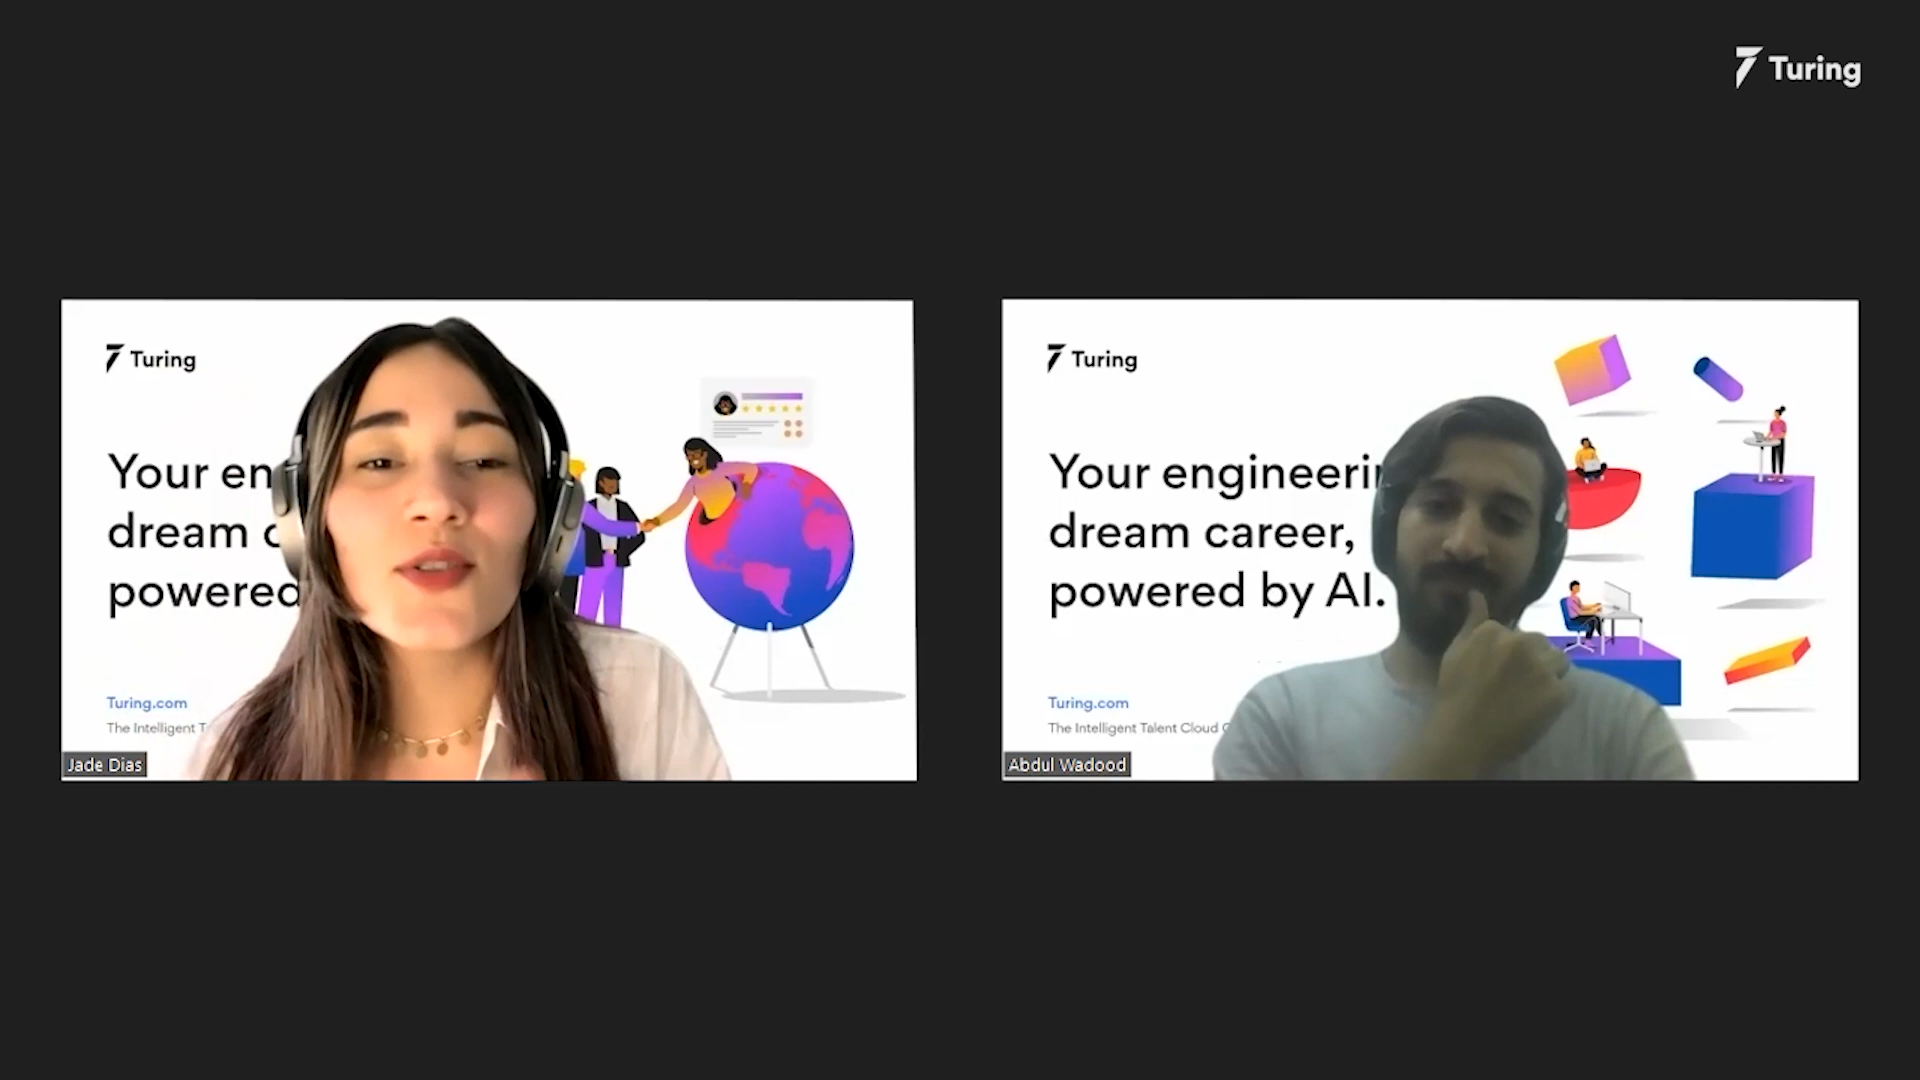 Turing
Turing
Your en
dream c
powered
Turing.com
The Intelligent T
Jade Dias
Turing
Your engineeri
dream career,
powered by AI.
Turing.com
The Intelligent Talent Cloud
Abdul Wadood